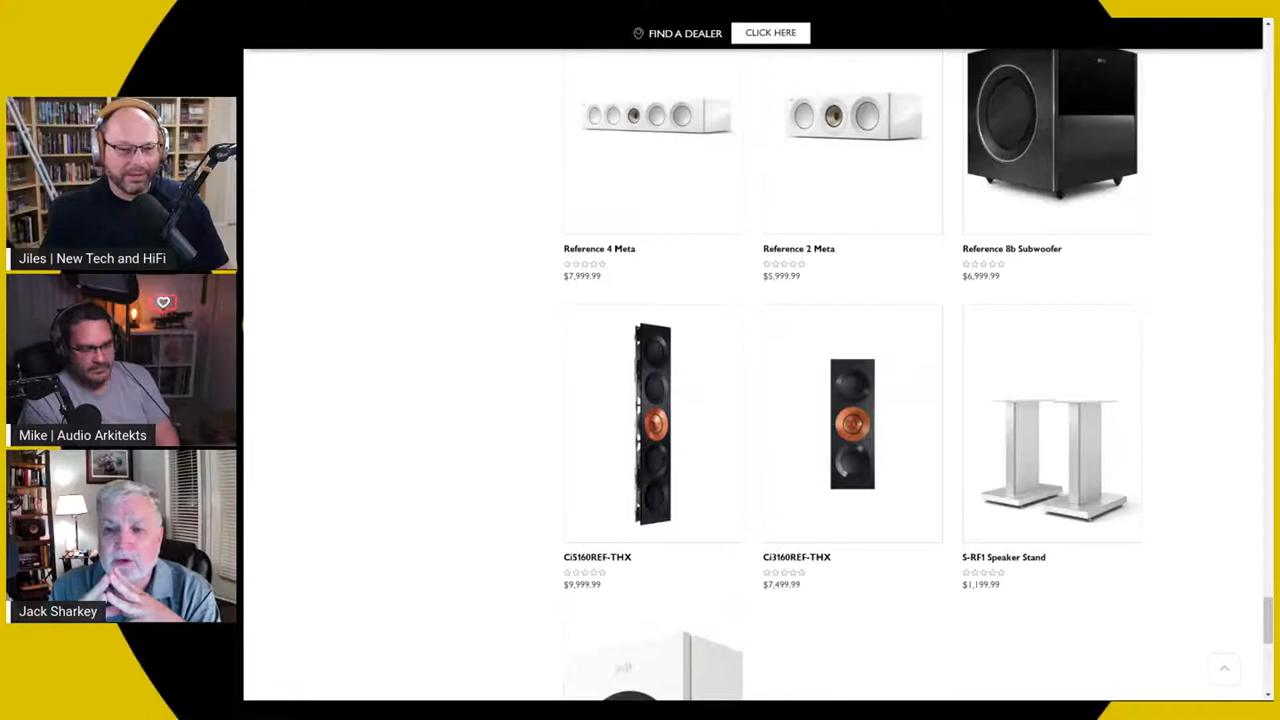 FIND A DEALER CLICK HERE
Jiles | New Tech and HiFi
Mike | Audio Arkitekts
Jack Sharkey
Reference 4 Meta
$7,999.99
Reference 2 Meta
$5,999.99
Reference 8b Subwoofer
$6,999.99
Ci5160REF-THX
$9,999.99
Ci3160REF-THX
$7,499.99
S-RF1 Speaker Stand
$1,199.99